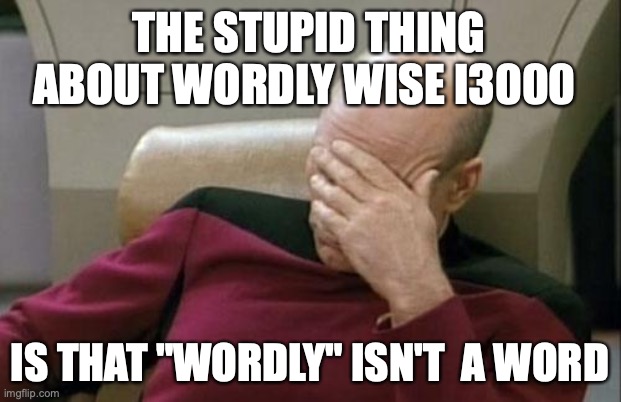 THE STUPID THING
ABOUT WORDLY WISE I3000
IS THAT "WORDLY" ISN'T  A WORD
imgflip.com